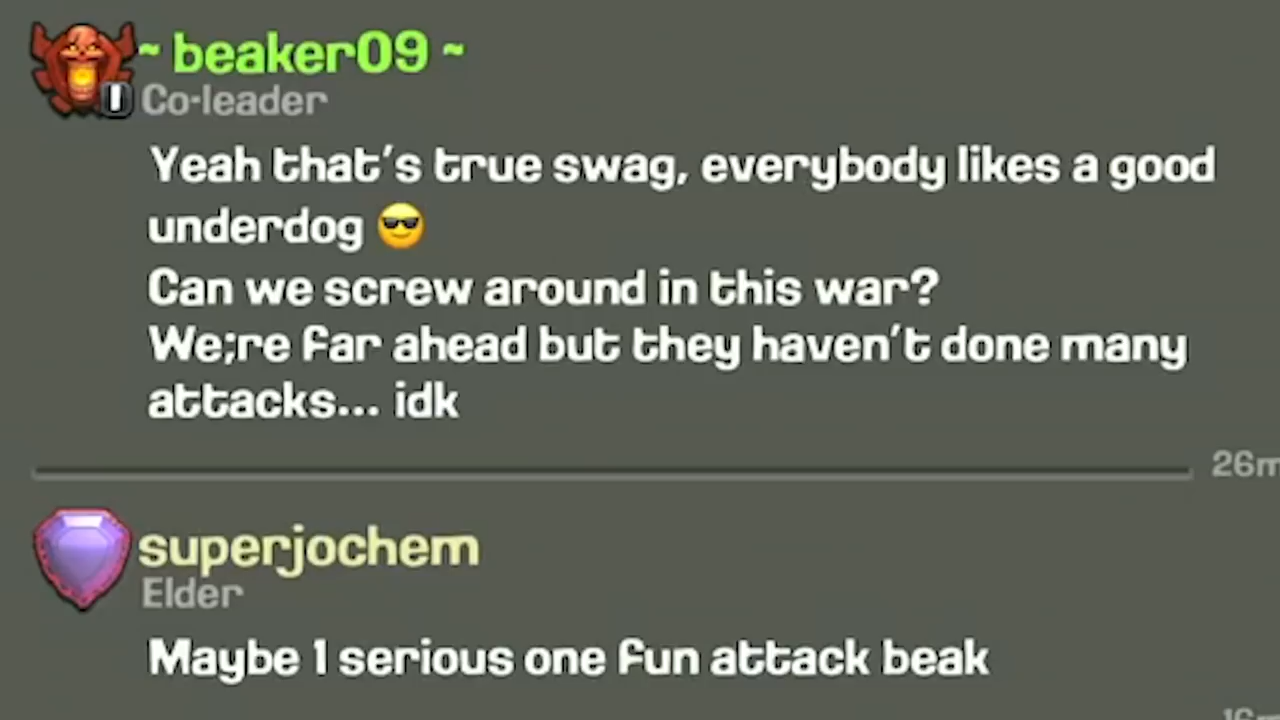 ~ beaker09 ~
Co-leader
Yeah that's true swag, everybody likes a good
underdog 😎
Can we screw around in this war?
We;re far ahead but they haven't done many
attacks... idk
26m
superjochem
Elder
Maybe 1 serious one fun attack beak